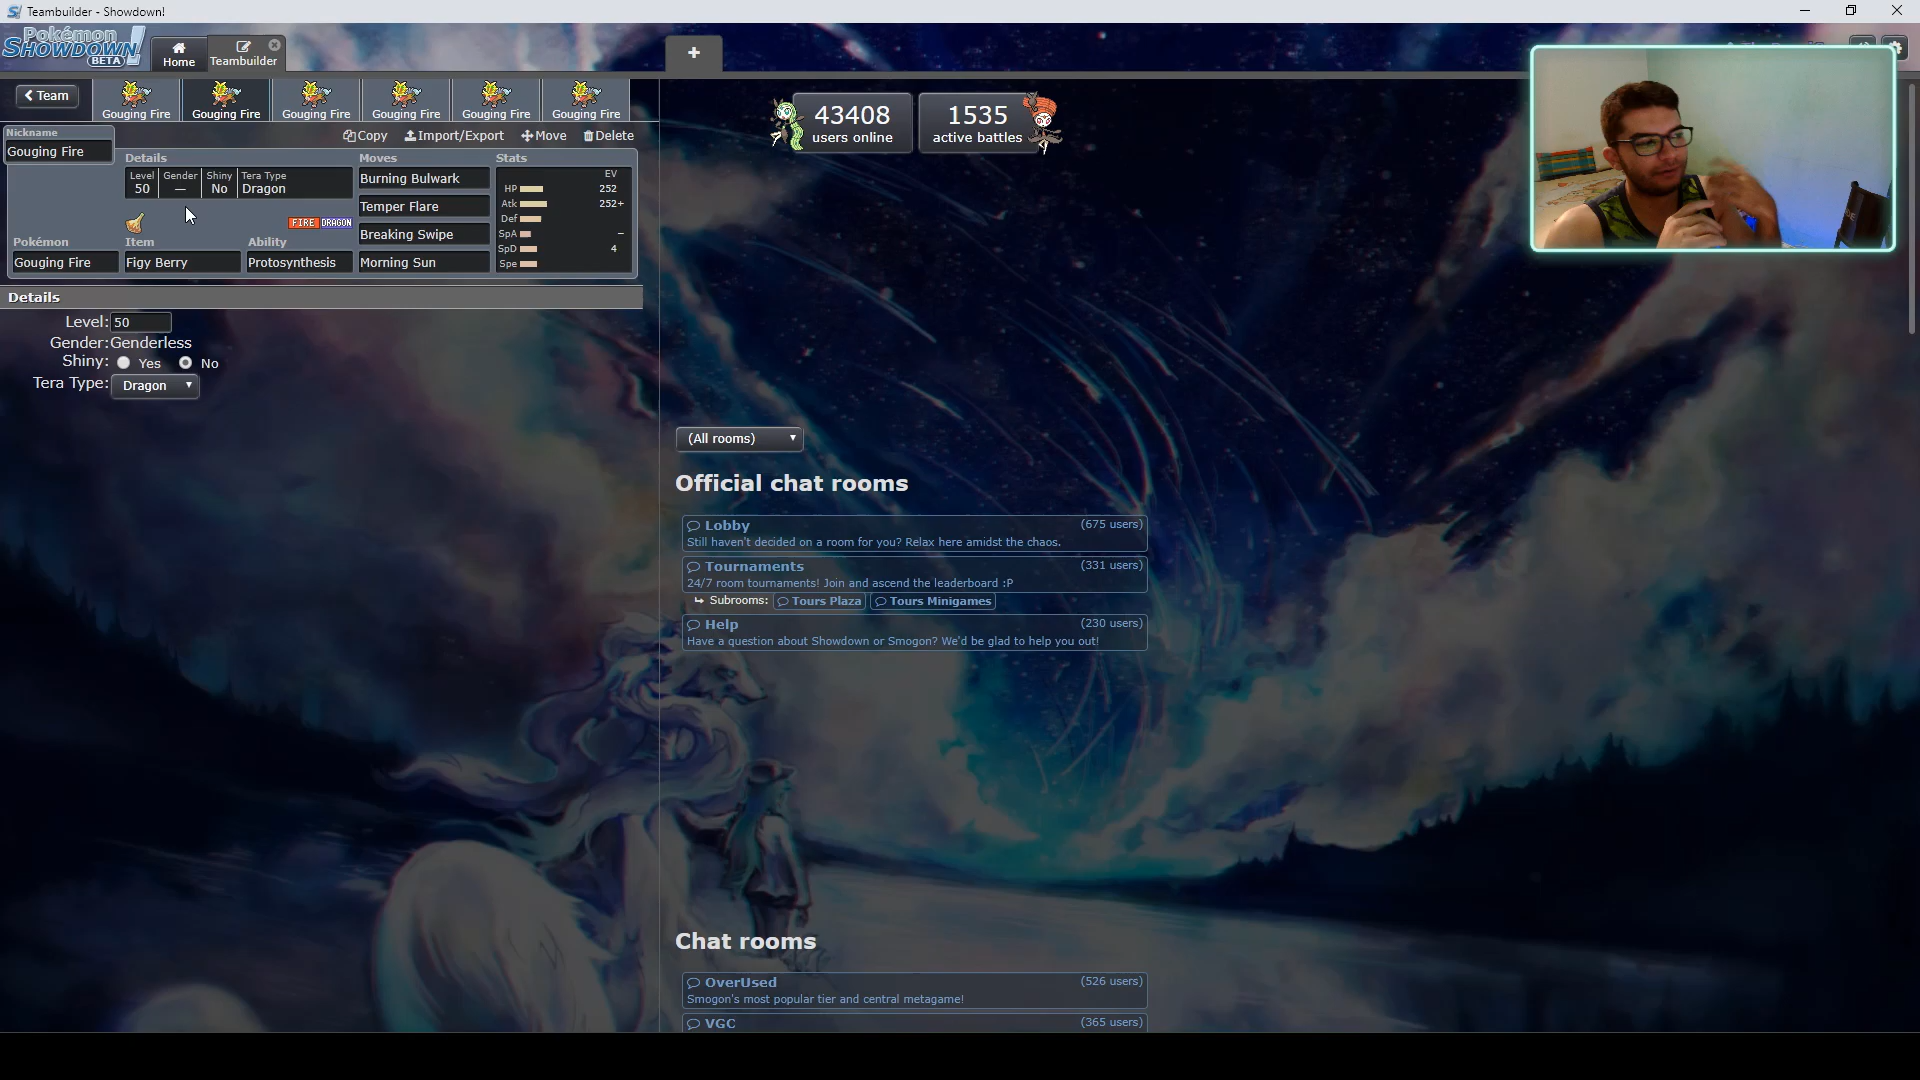 Teambuilder - Showdown!
Pokémon
SHOWDOWN!
BETA
Home
Teambuilder
+
Team
Gouging Fire
Gouging Fire
Gouging Fire
Gouging Fire
Gouging Fire
Gouging Fire
Nickname
Gouging Fire
Copy
Import/Export
Move
Delete
Details
Level
50
Gender
—
Shiny
No
Tera Type
Dragon
FIRE DRAGON
Pokémon
Gouging Fire
Item
Figy Berry
Ability
Protosynthesis
Moves
Burning Bulwark
Temper Flare
Breaking Swipe
Morning Sun
Stats
EV
HP 252
Atk 252+
Def
SpA −
SpD 4
Spe
Details
Level: 50
Gender: Genderless
Shiny: Yes No
Tera Type: Dragon
43408
users online
1535
active battles
(All rooms)
Official chat rooms
Lobby (675 users)
Still haven't decided on a room for you? Relax here amidst the chaos.
Tournaments (331 users)
24/7 room tournaments! Join and ascend the leaderboard :P
Subrooms: Tours Plaza Tours Minigames
Help (230 users)
Have a question about Showdown or Smogon? We'd be glad to help you out!
Chat rooms
OverUsed (526 users)
Smogon's most popular tier and central metagame!
VGC (365 users)